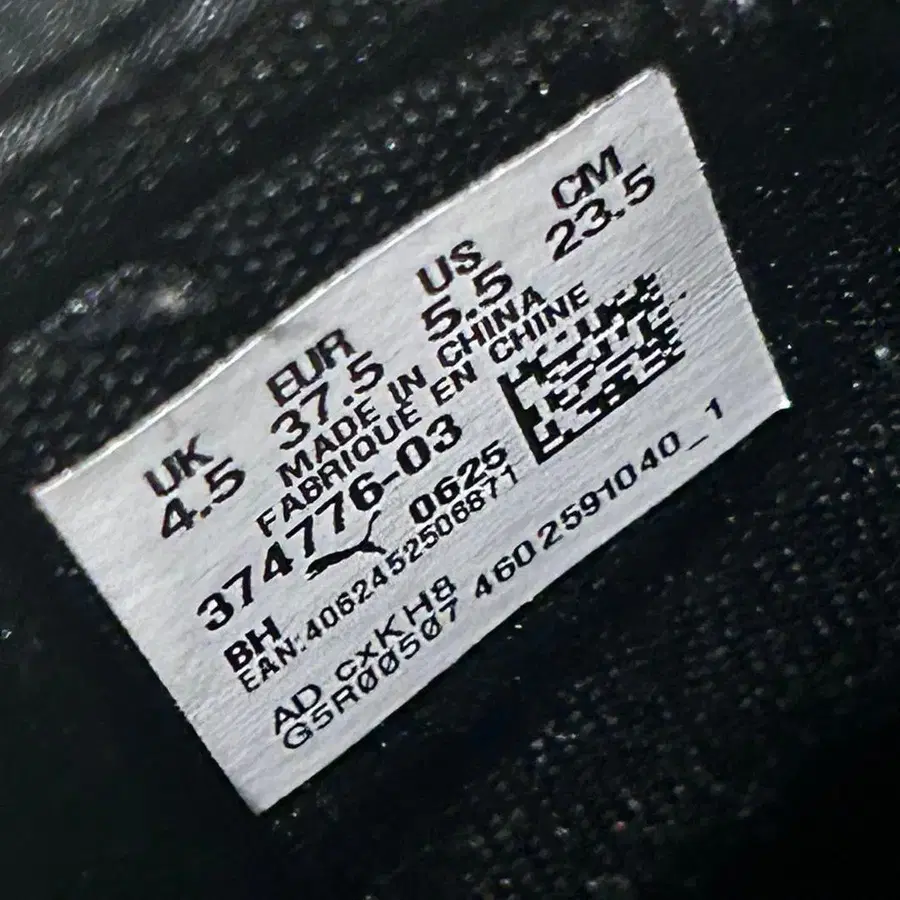 UK EUR US CM
4.5 37.5 5.5 23.5
MADE IN CHINA
FABRIQUÉ EN CHINE
374776-03
BH 0625
EAN:4062452506871
AD cxKH8
G5R00507 4602591040_1